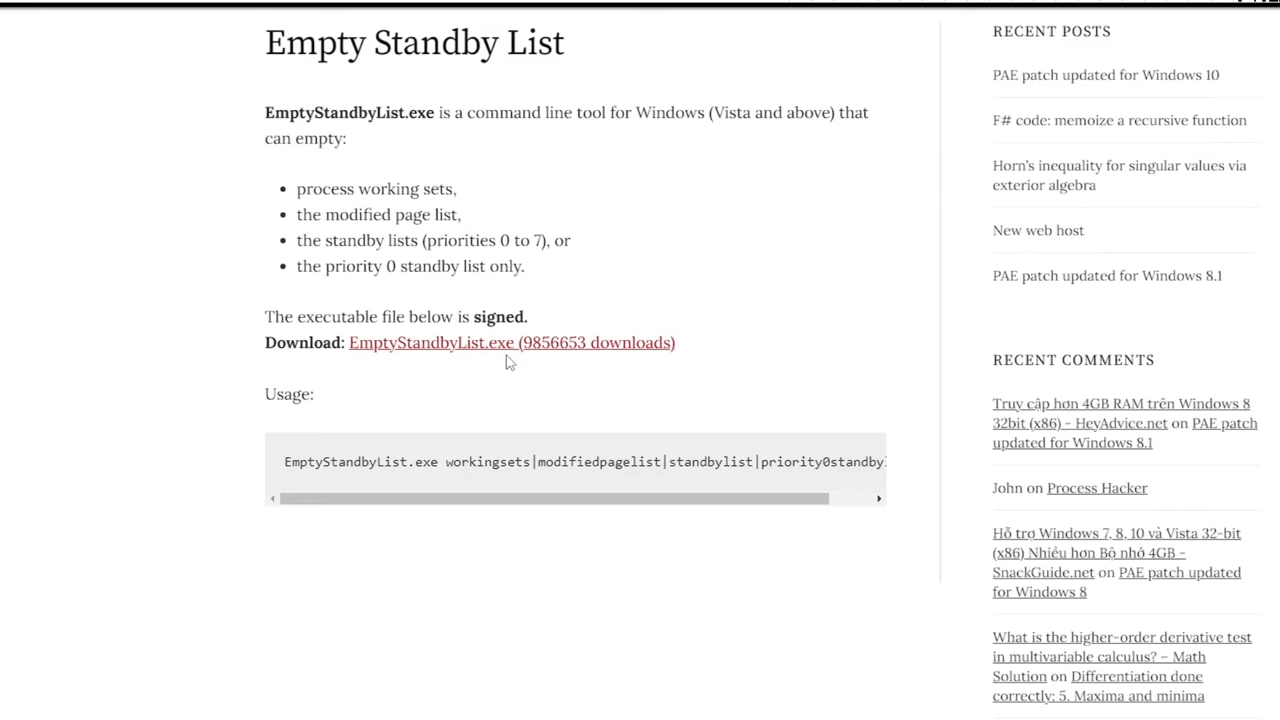 Empty Standby List
EmptyStandbyList.exe is a command line tool for Windows (Vista and above) that
can empty:
• process working sets,
• the modified page list,
• the standby lists (priorities 0 to 7), or
• the priority 0 standby list only.
The executable file below is signed.
Download: EmptyStandbyList.exe (9856653 downloads)
Usage:
EmptyStandbyList.exe workingsets|modifiedpagelist|standbylist|priority0standby
RECENT POSTS
PAE patch updated for Windows 10
F# code: memoize a recursive function
Horn's inequality for singular values via
exterior algebra
New web host
PAE patch updated for Windows 8.1
RECENT COMMENTS
Truy cập hơn 4GB RAM trên Windows 8
32bit (x86) - HeyAdvice.net on PAE patch
updated for Windows 8.1
John on Process Hacker
Hỗ trợ Windows 7, 8, 10 và Vista 32-bit
(x86) Nhiều hơn Bộ nhớ 4GB -
SnackGuide.net on PAE patch updated
for Windows 8
What is the higher-order derivative test
in multivariable calculus? – Math
Solution on Differentiation done
correctly: 5. Maxima and minima